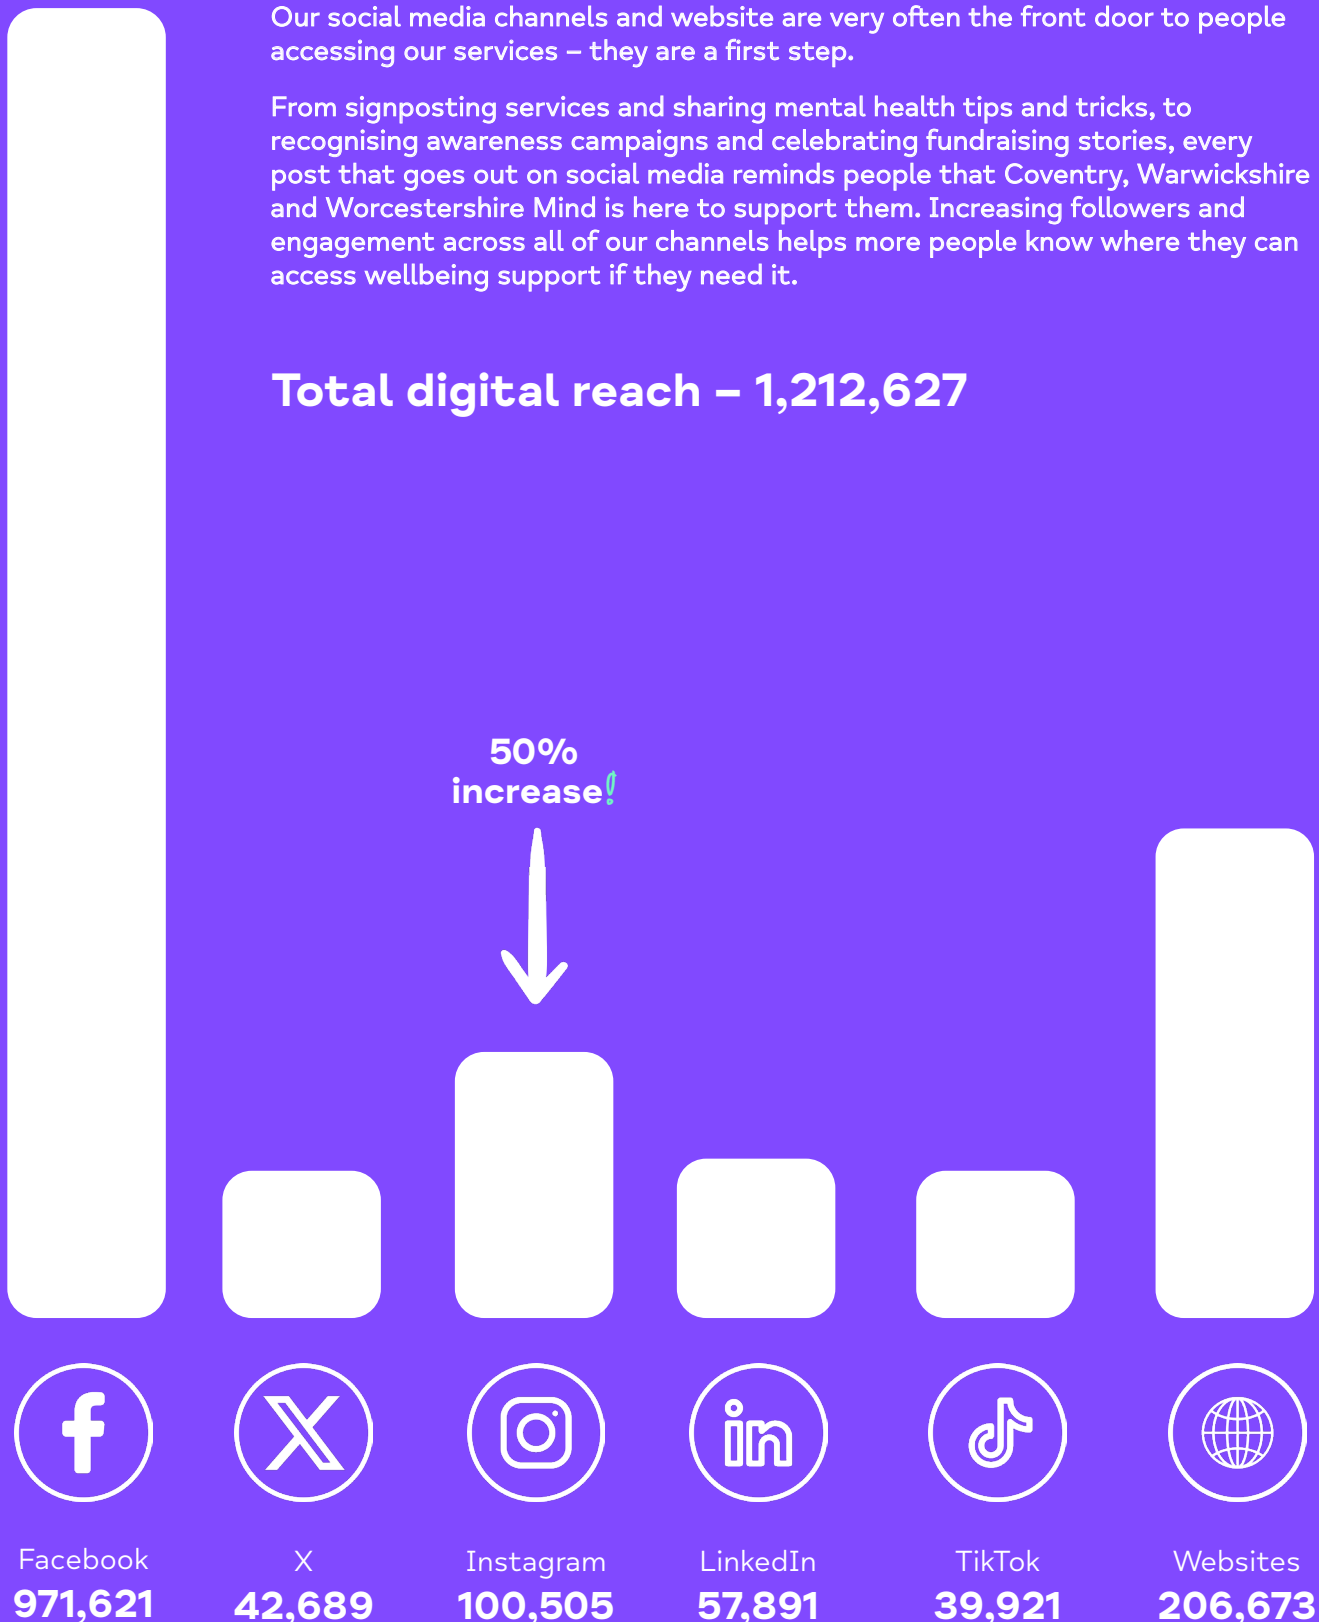 Our social media channels and website are very often the front door to people
accessing our services – they are a first step.
From signposting services and sharing mental health tips and tricks, to
recognising awareness campaigns and celebrating fundraising stories, every
post that goes out on social media reminds people that Coventry, Warwickshire
and Worcestershire Mind is here to support them. Increasing followers and
engagement across all of our channels helps more people know where they can
access wellbeing support if they need it.
Total digital reach – 1,212,627
50%
increase!
Facebook
971,621
X
42,689
Instagram
100,505
LinkedIn
57,891
TikTok
39,921
Websites
206,673